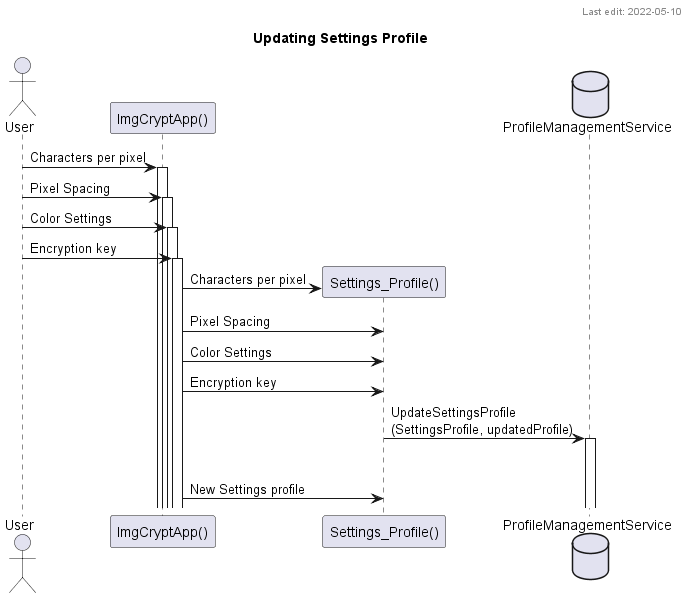 Last edit: 2022-05-10
Updating Settings Profile
User
ImgCryptApp()
ProfileManagementService
Characters per pixel
Pixel Spacing
Color Settings
Encryption key
Characters per pixel
Settings_Profile()
Pixel Spacing
Color Settings
Encryption key
UpdateSettingsProfile
(SettingsProfile, updatedProfile)
New Settings profile
User
ImgCryptApp()
Settings_Profile()
ProfileManagementService